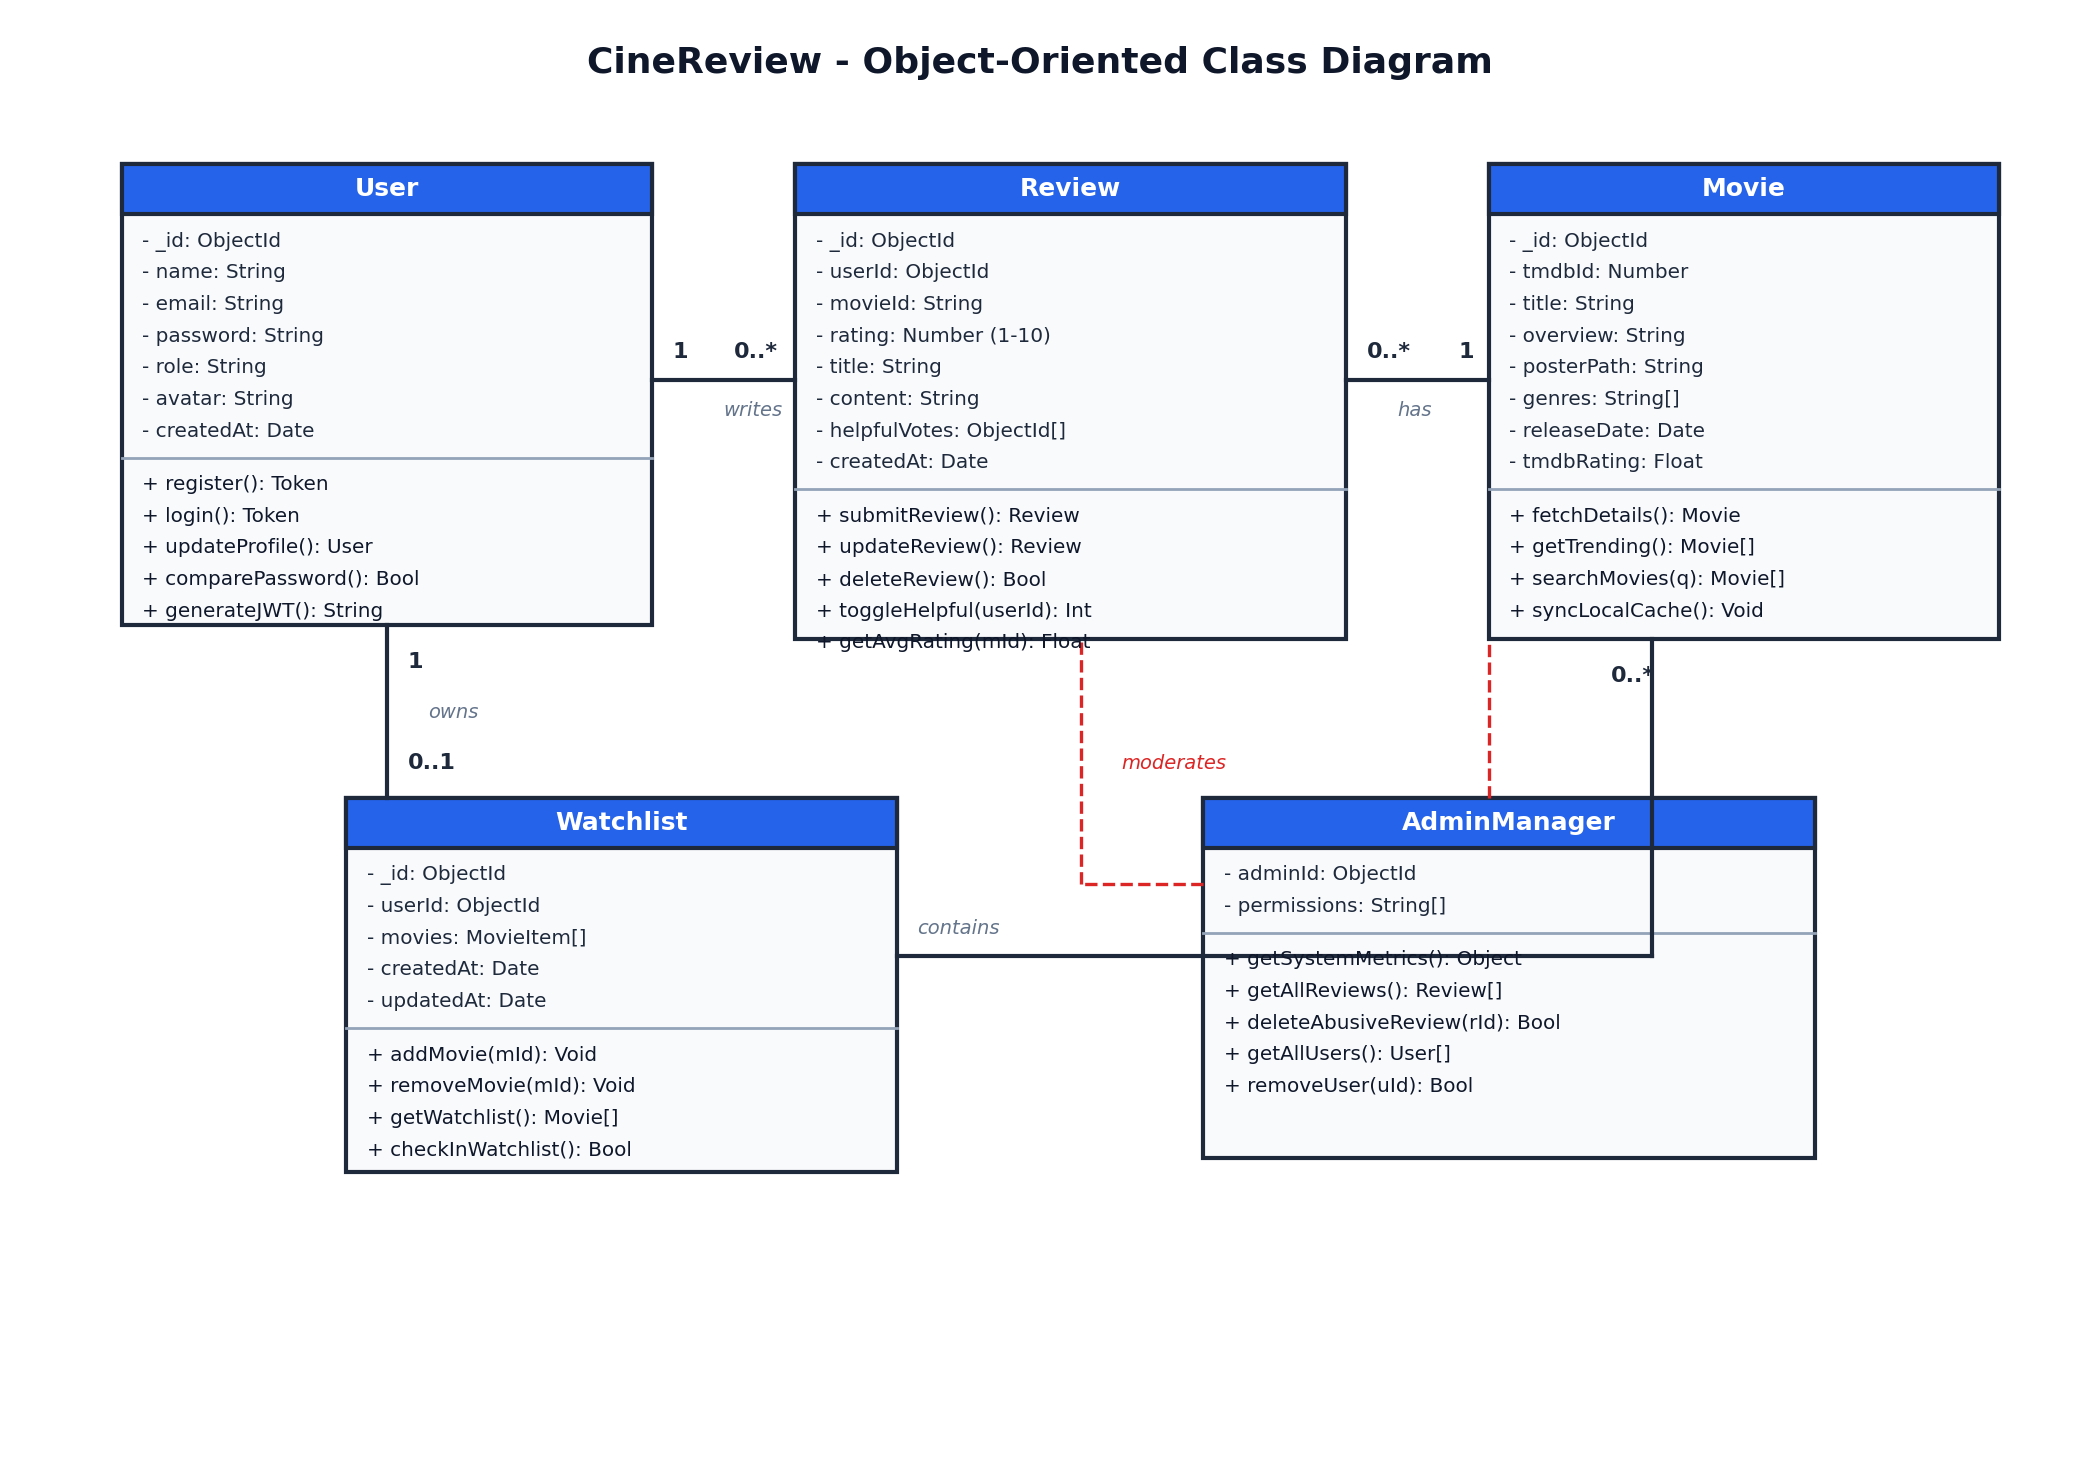 CineReview - Object-Oriented Class Diagram
User
- _id: ObjectId
- name: String
- email: String
- password: String
- role: String
- avatar: String
- createdAt: Date
+ register(): Token
+ login(): Token
+ updateProfile(): User
+ comparePassword(): Bool
+ generateJWT(): String
1 0..*
writes
Review
- _id: ObjectId
- userId: ObjectId
- movieId: String
- rating: Number (1-10)
- title: String
- content: String
- helpfulVotes: ObjectId[]
- createdAt: Date
+ submitReview(): Review
+ updateReview(): Review
+ deleteReview(): Bool
+ toggleHelpful(userId): Int
+ getAvgRating(mId): Float
0..* 1
has
Movie
- _id: ObjectId
- tmdbId: Number
- title: String
- overview: String
- posterPath: String
- genres: String[]
- releaseDate: Date
- tmdbRating: Float
+ fetchDetails(): Movie
+ getTrending(): Movie[]
+ searchMovies(q): Movie[]
+ syncLocalCache(): Void
1
owns
0..1
moderates
0..*
Watchlist
- _id: ObjectId
- userId: ObjectId
- movies: MovieItem[]
- createdAt: Date
- updatedAt: Date
+ addMovie(mId): Void
+ removeMovie(mId): Void
+ getWatchlist(): Movie[]
+ checkInWatchlist(): Bool
contains
AdminManager
- adminId: ObjectId
- permissions: String[]
+ getSystemMetrics(): Object
+ getAllReviews(): Review[]
+ deleteAbusiveReview(rId): Bool
+ getAllUsers(): User[]
+ removeUser(uId): Bool